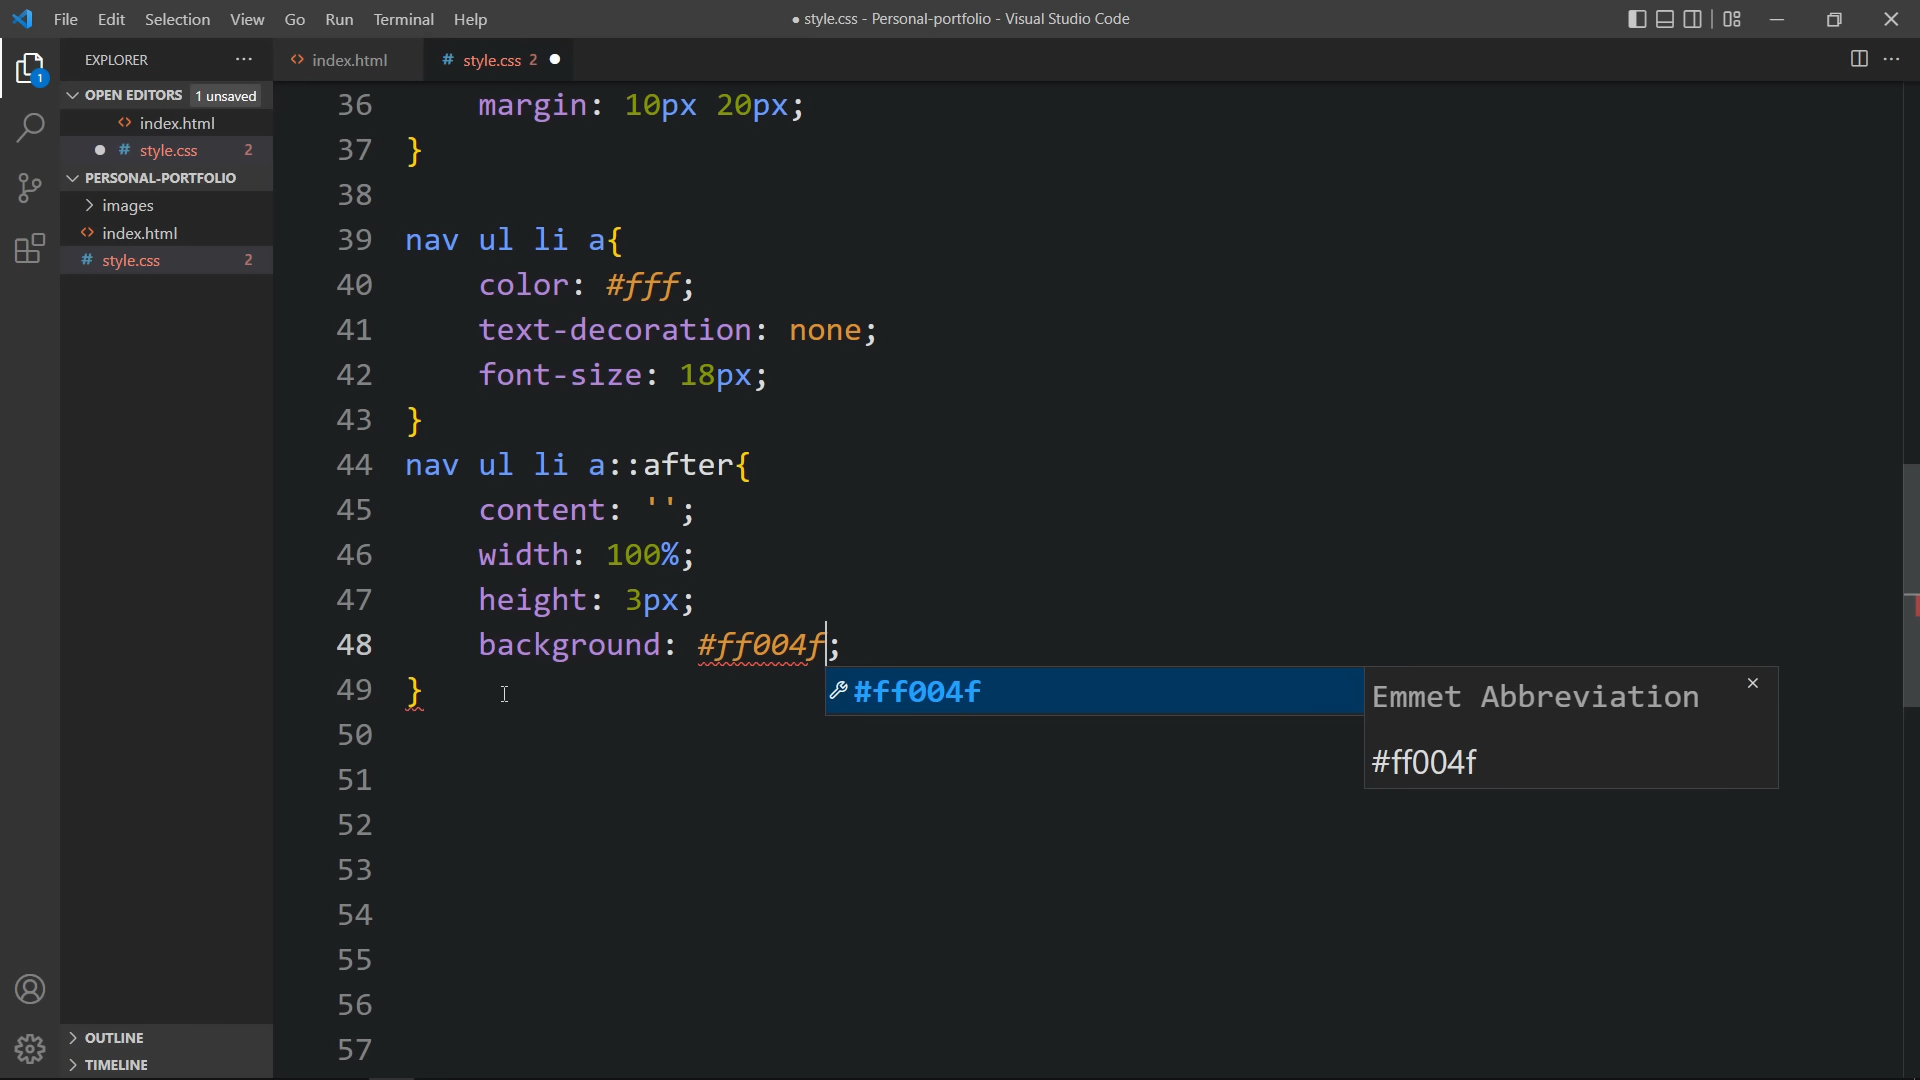 File Edit Selection View Go Run Terminal Help
● style.css - Personal-portfolio - Visual Studio Code
EXPLORER ···
<> index.html
# style.css 2 ●
OPEN EDITORS 1 unsaved
<> index.html
● # style.css 2
PERSONAL-PORTFOLIO
images
<> index.html
# style.css 2
OUTLINE
TIMELINE
1
36 margin: 10px 20px;
37 }
38
39 nav ul li a{
40 color: #fff;
41 text-decoration: none;
42 font-size: 18px;
43 }
44 nav ul li a::after{
45 content: '';
46 width: 100%;
47 height: 3px;
48 background: #ff004f;
49 }
50
51
52
53
54
55
56
57
#ff004f
Emmet Abbreviation
#ff004f